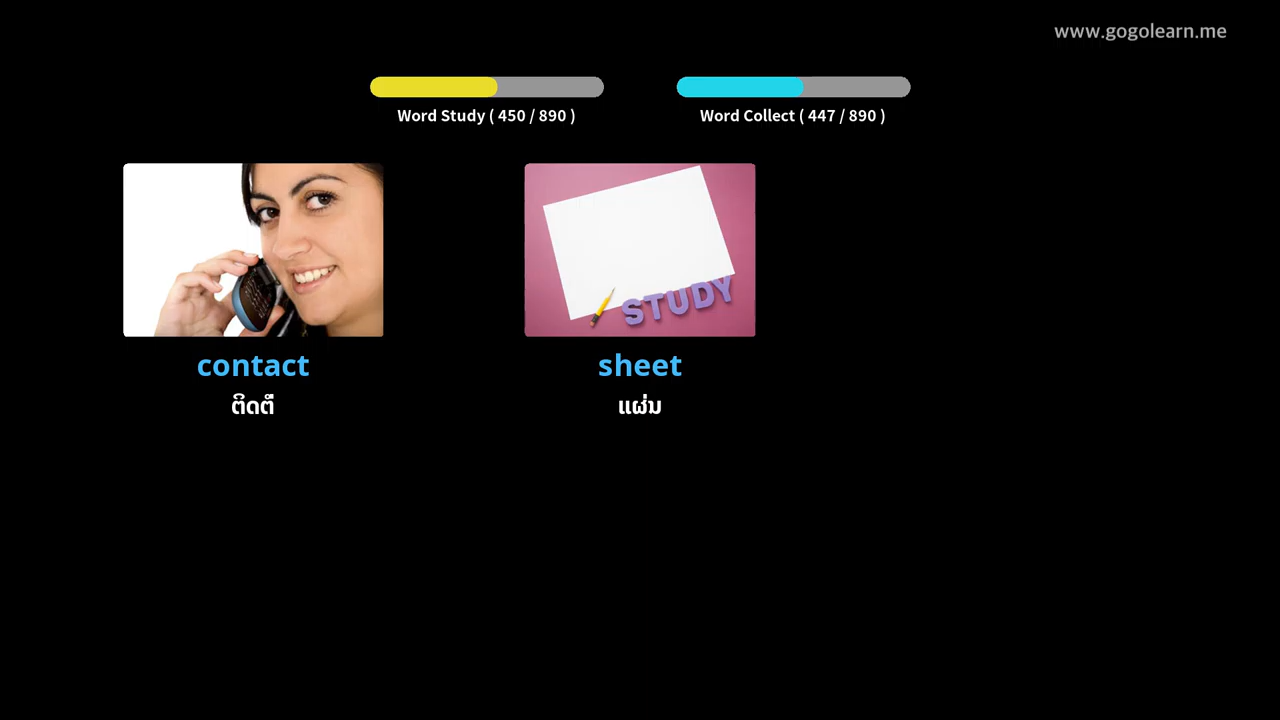 www.gogolearn.me
Word Study ( 450 / 890 )
Word Collect ( 447 / 890 )
STUDY
contact
ຕິດຕໍ່
sheet
ແຜ່ນ